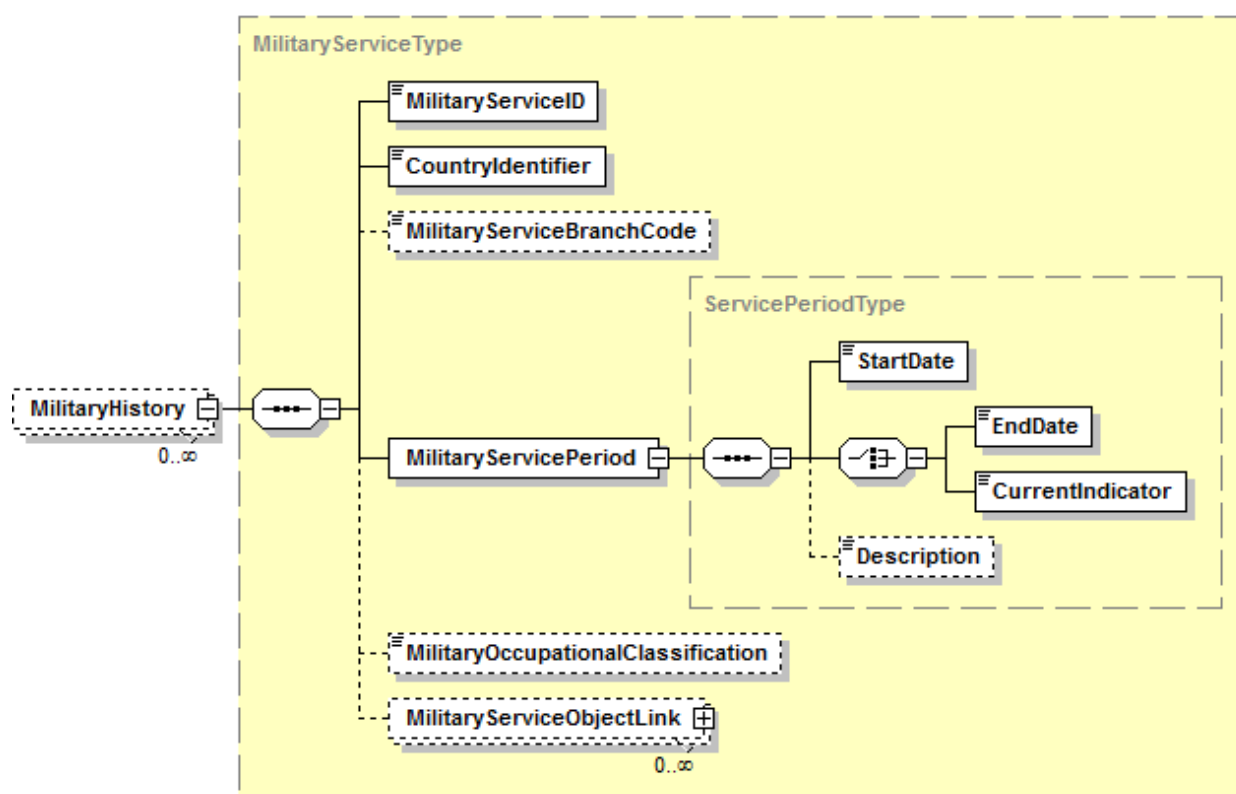 MilitaryServiceType
MilitaryServiceID
CountryIdentifier
MilitaryServiceBranchCode
ServicePeriodType
StartDate
MilitaryHistory
0..∞
EndDate
MilitaryServicePeriod
CurrentIndicator
Description
MilitaryOccupationalClassification
MilitaryServiceObjectLink
0..∞